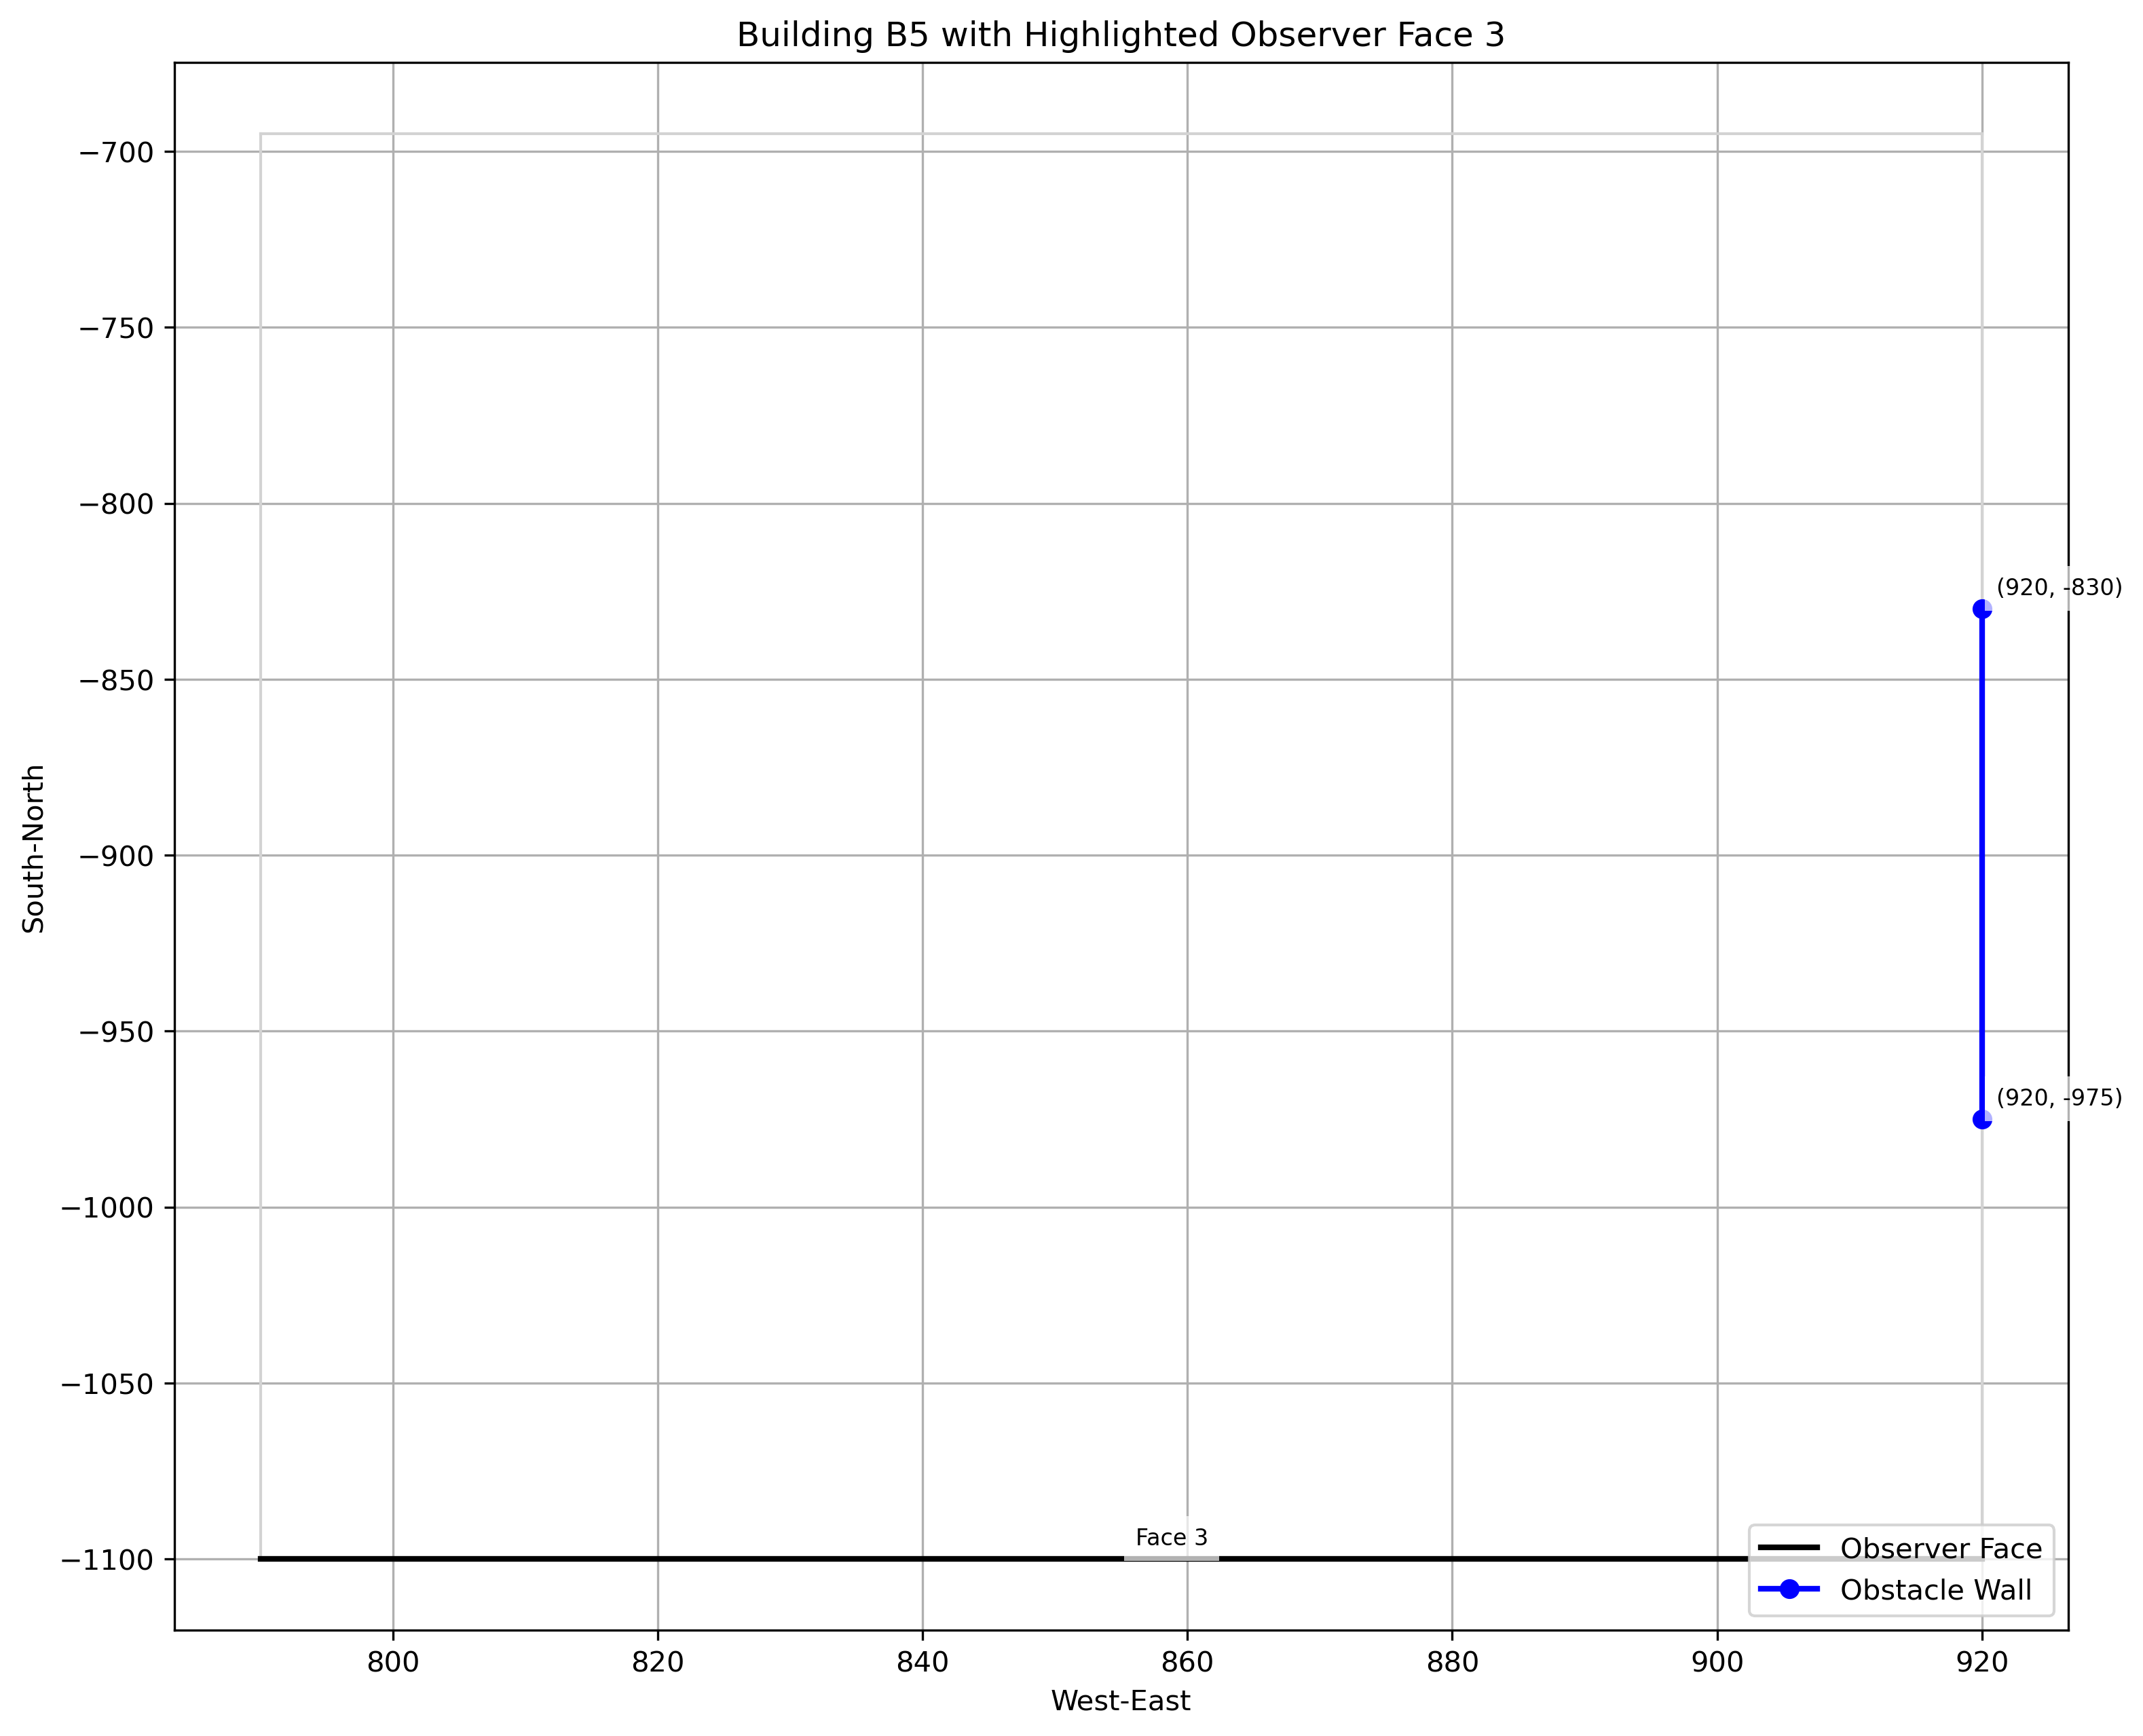 Building B5 with Highlighted Observer Face 3
−700
−750
−800
(920, -830)
−850
South-North
−900
−950
(920, -975)
−1000
−1050
Face 3
−1100
Observer Face
Obstacle Wall
800 820 840 860 880 900 920
West-East